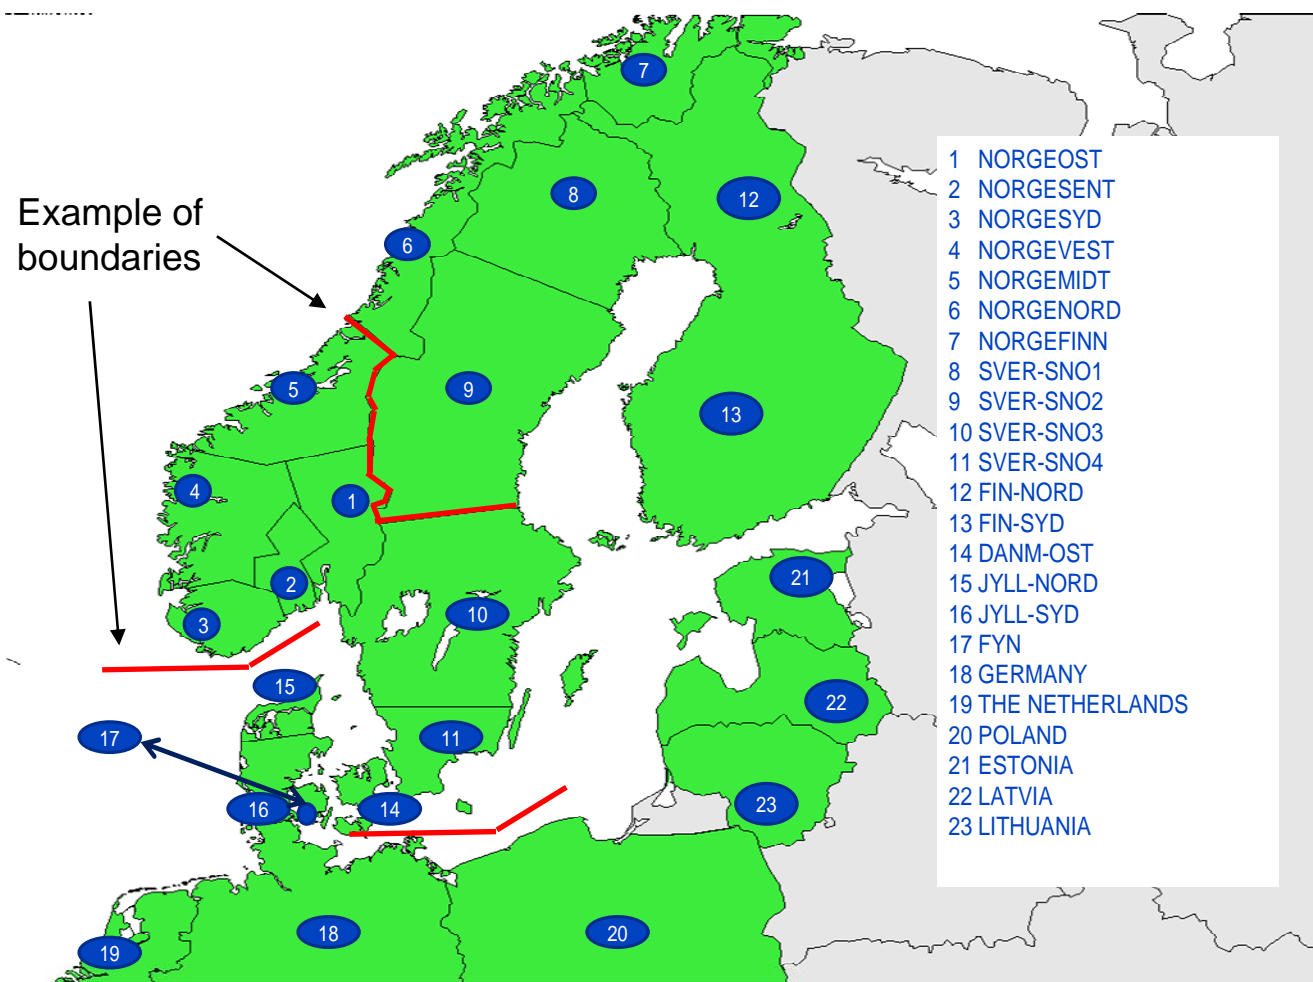 Example of
boundaries
7
8
12
6
5
9
13
4
1
2
3
10
21
15
22
17
11
16
14
23
19
18
20
1 NORGEOST
2 NORGESENT
3 NORGESYD
4 NORGEVEST
5 NORGEMIDT
6 NORGENORD
7 NORGEFINN
8 SVER-SNO1
9 SVER-SNO2
10 SVER-SNO3
11 SVER-SNO4
12 FIN-NORD
13 FIN-SYD
14 DANM-OST
15 JYLL-NORD
16 JYLL-SYD
17 FYN
18 GERMANY
19 THE NETHERLANDS
20 POLAND
21 ESTONIA
22 LATVIA
23 LITHUANIA